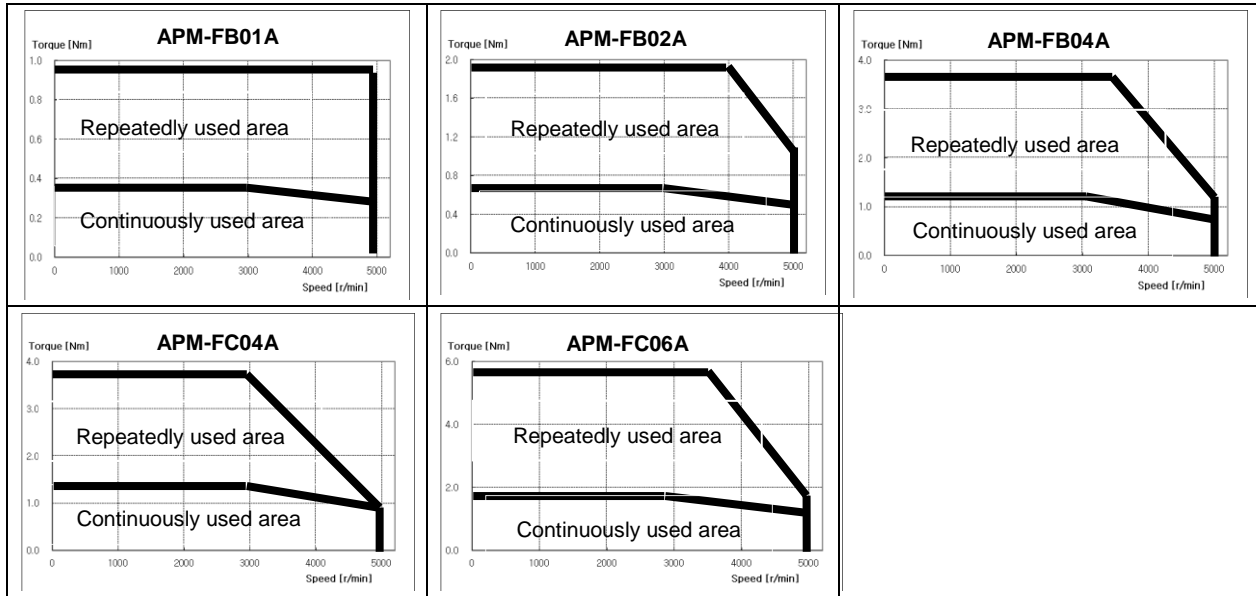 APM-FB01A
Torque [Nm]
1.0
0.8
0.6
0.4
0.2
0.0
Repeatedly used area
Continuously used area
0 1000 2000 3000 4000 5000
Speed [r/min]
APM-FB02A
Torque [Nm]
2.0
1.6
1.2
0.8
0.4
0.0
Repeatedly used area
Continuously used area
0 1000 2000 3000 4000 5000
Speed [r/min]
APM-FB04A
Torque [Nm]
4.0
3.0
2.0
1.0
0.0
Repeatedly used area
Continuously used area
0 1000 2000 3000 4000 5000
Speed [r/min]
APM-FC04A
Torque [Nm]
4.0
3.0
2.0
1.0
0.0
Repeatedly used area
Continuously used area
0 1000 2000 3000 4000 5000
Speed [r/min]
APM-FC06A
Torque [Nm]
6.0
4.0
2.0
0.0
Repeatedly used area
Continuously used area
0 1000 2000 3000 4000 5000
Speed [r/min]